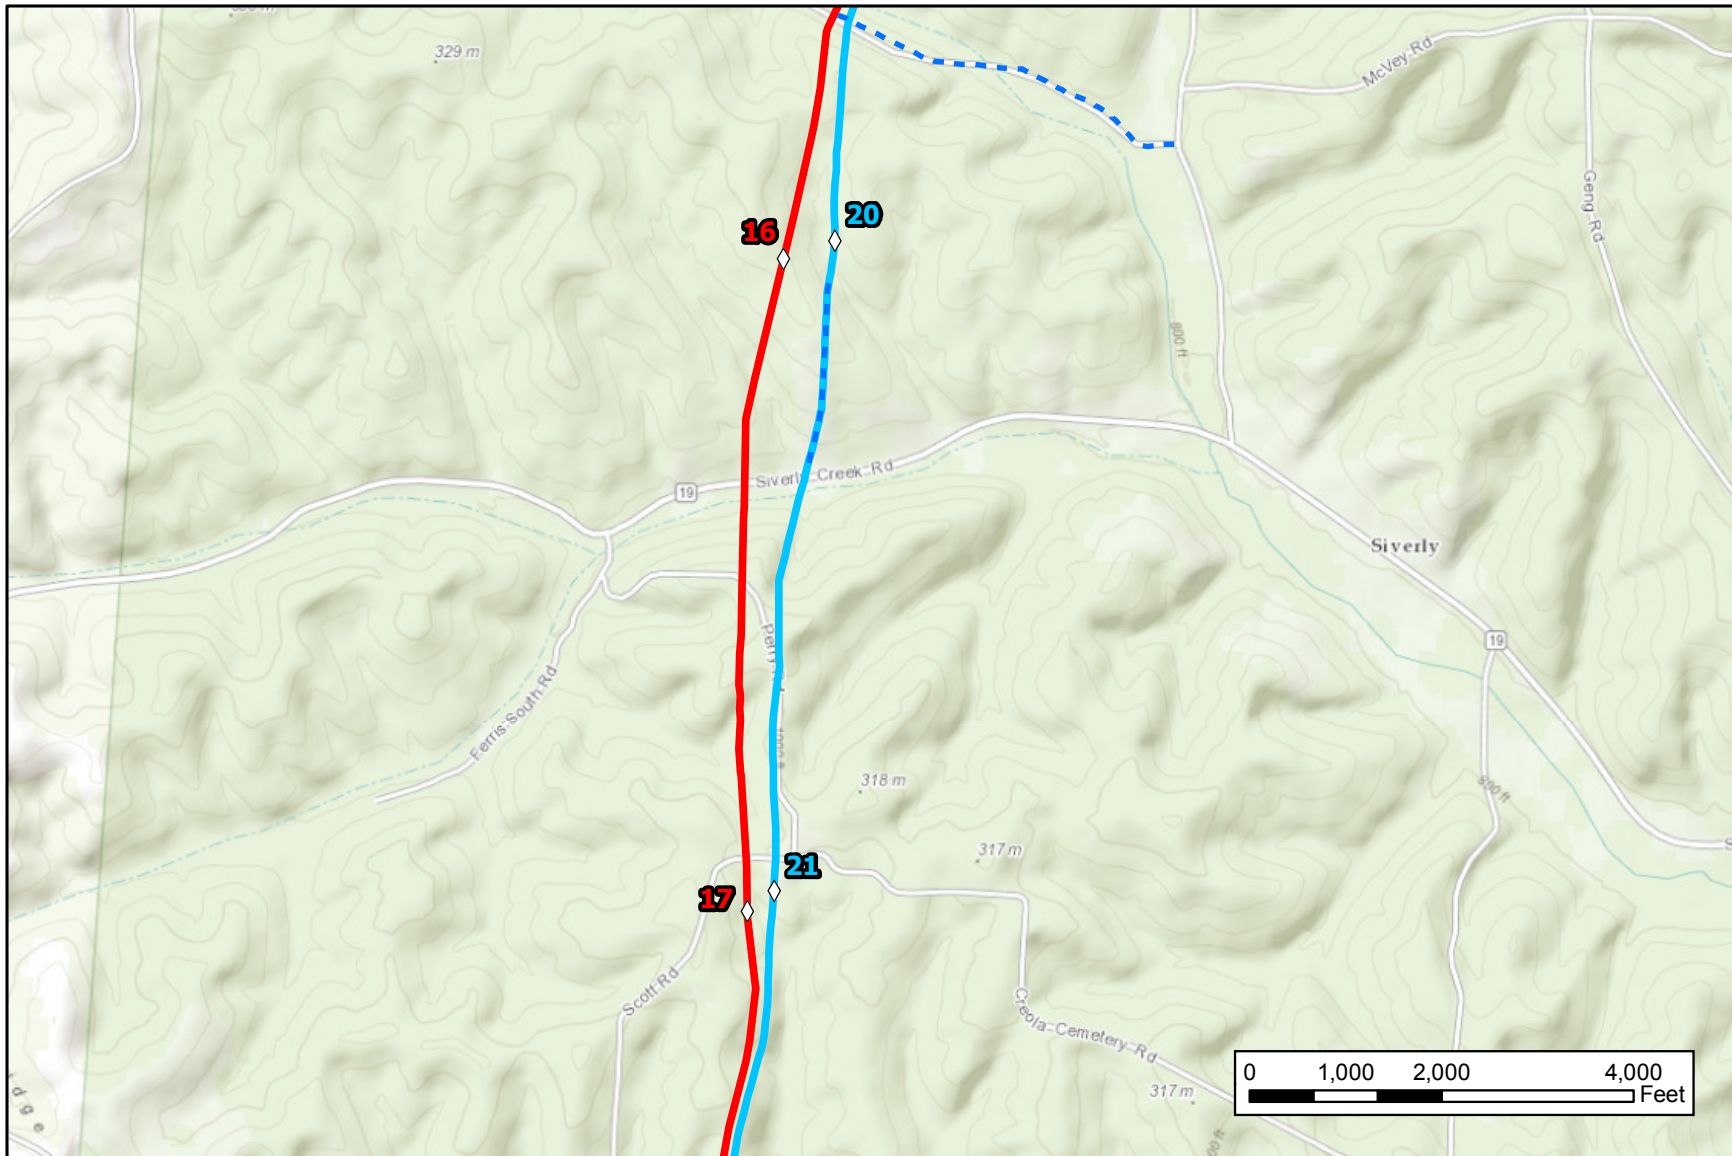 329 m
McVey Rd
Geng Rd
20
16
800 ft
19
Siverly Creek Rd
Siverly
19
Ferris South Rd
318 m
800 ft
317 m
21
17
Scott Rd
Creola Cemetery Rd
317 m
0 1,000 2,000 4,000
Feet